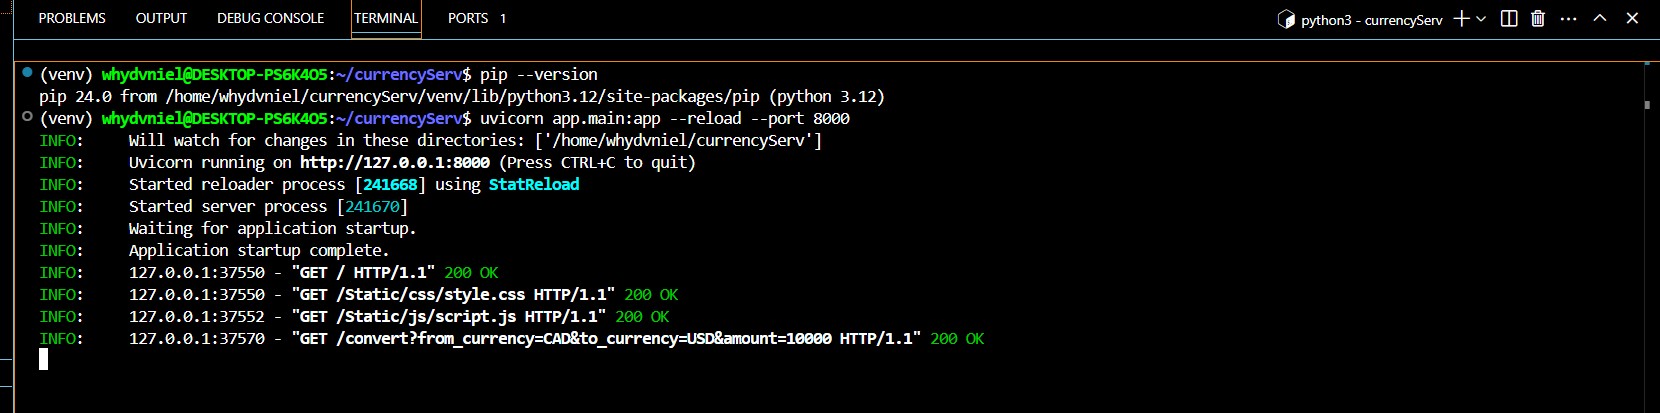 PROBLEMS OUTPUT DEBUG CONSOLE TERMINAL PORTS 1 python3 - currencyServ
(venv) whydvniel@DESKTOP-PS6K4O5:~/currencyServ$ pip --version
pip 24.0 from /home/whydvniel/currencyServ/venv/lib/python3.12/site-packages/pip (python 3.12)
(venv) whydvniel@DESKTOP-PS6K4O5:~/currencyServ$ uvicorn app.main:app --reload --port 8000
INFO: Will watch for changes in these directories: ['/home/whydvniel/currencyServ']
INFO: Uvicorn running on http://127.0.0.1:8000 (Press CTRL+C to quit)
INFO: Started reloader process [241668] using StatReload
INFO: Started server process [241670]
INFO: Waiting for application startup.
INFO: Application startup complete.
INFO: 127.0.0.1:37550 - "GET / HTTP/1.1" 200 OK
INFO: 127.0.0.1:37550 - "GET /Static/css/style.css HTTP/1.1" 200 OK
INFO: 127.0.0.1:37552 - "GET /Static/js/script.js HTTP/1.1" 200 OK
INFO: 127.0.0.1:37570 - "GET /convert?from_currency=CAD&to_currency=USD&amount=10000 HTTP/1.1" 200 OK